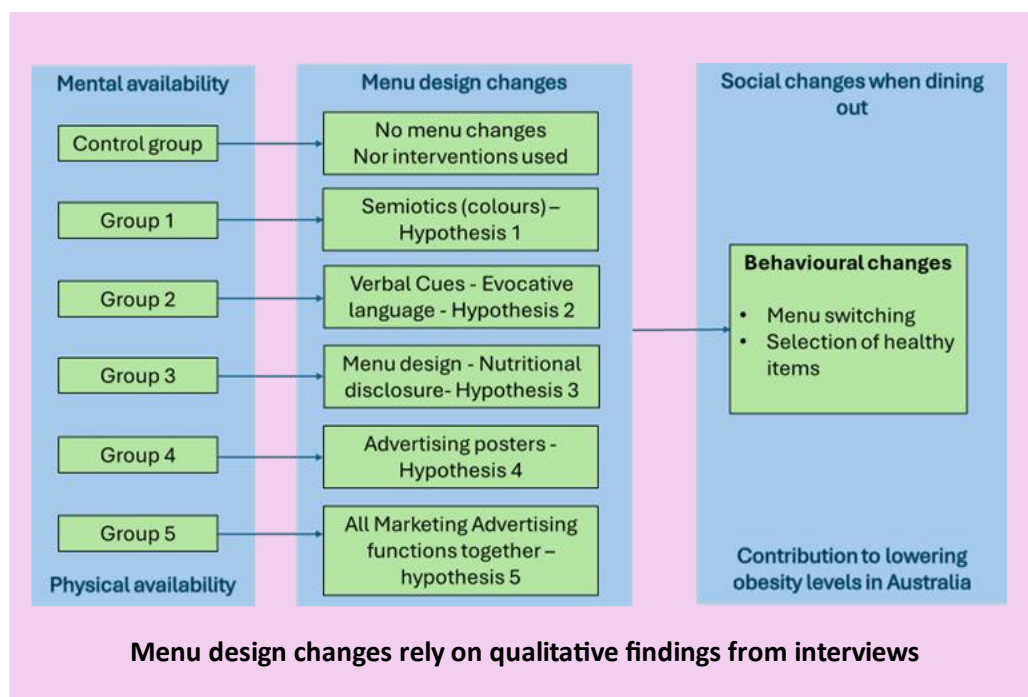 Mental availability
Control group
Group 1
Group 2
Group 3
Group 4
Group 5
Physical availability
Menu design changes
No menu changes
Nor interventions used
Semiotics (colours) –
Hypothesis 1
Verbal Cues - Evocative
language - Hypothesis 2
Menu design - Nutritional
disclosure- Hypothesis 3
Advertising posters -
Hypothesis 4
All Marketing Advertising
functions together –
hypothesis 5
Social changes when dining
out
Behavioural changes
• Menu switching
• Selection of healthy
items
Contribution to lowering
obesity levels in Australia
Menu design changes rely on qualitative findings from interviews